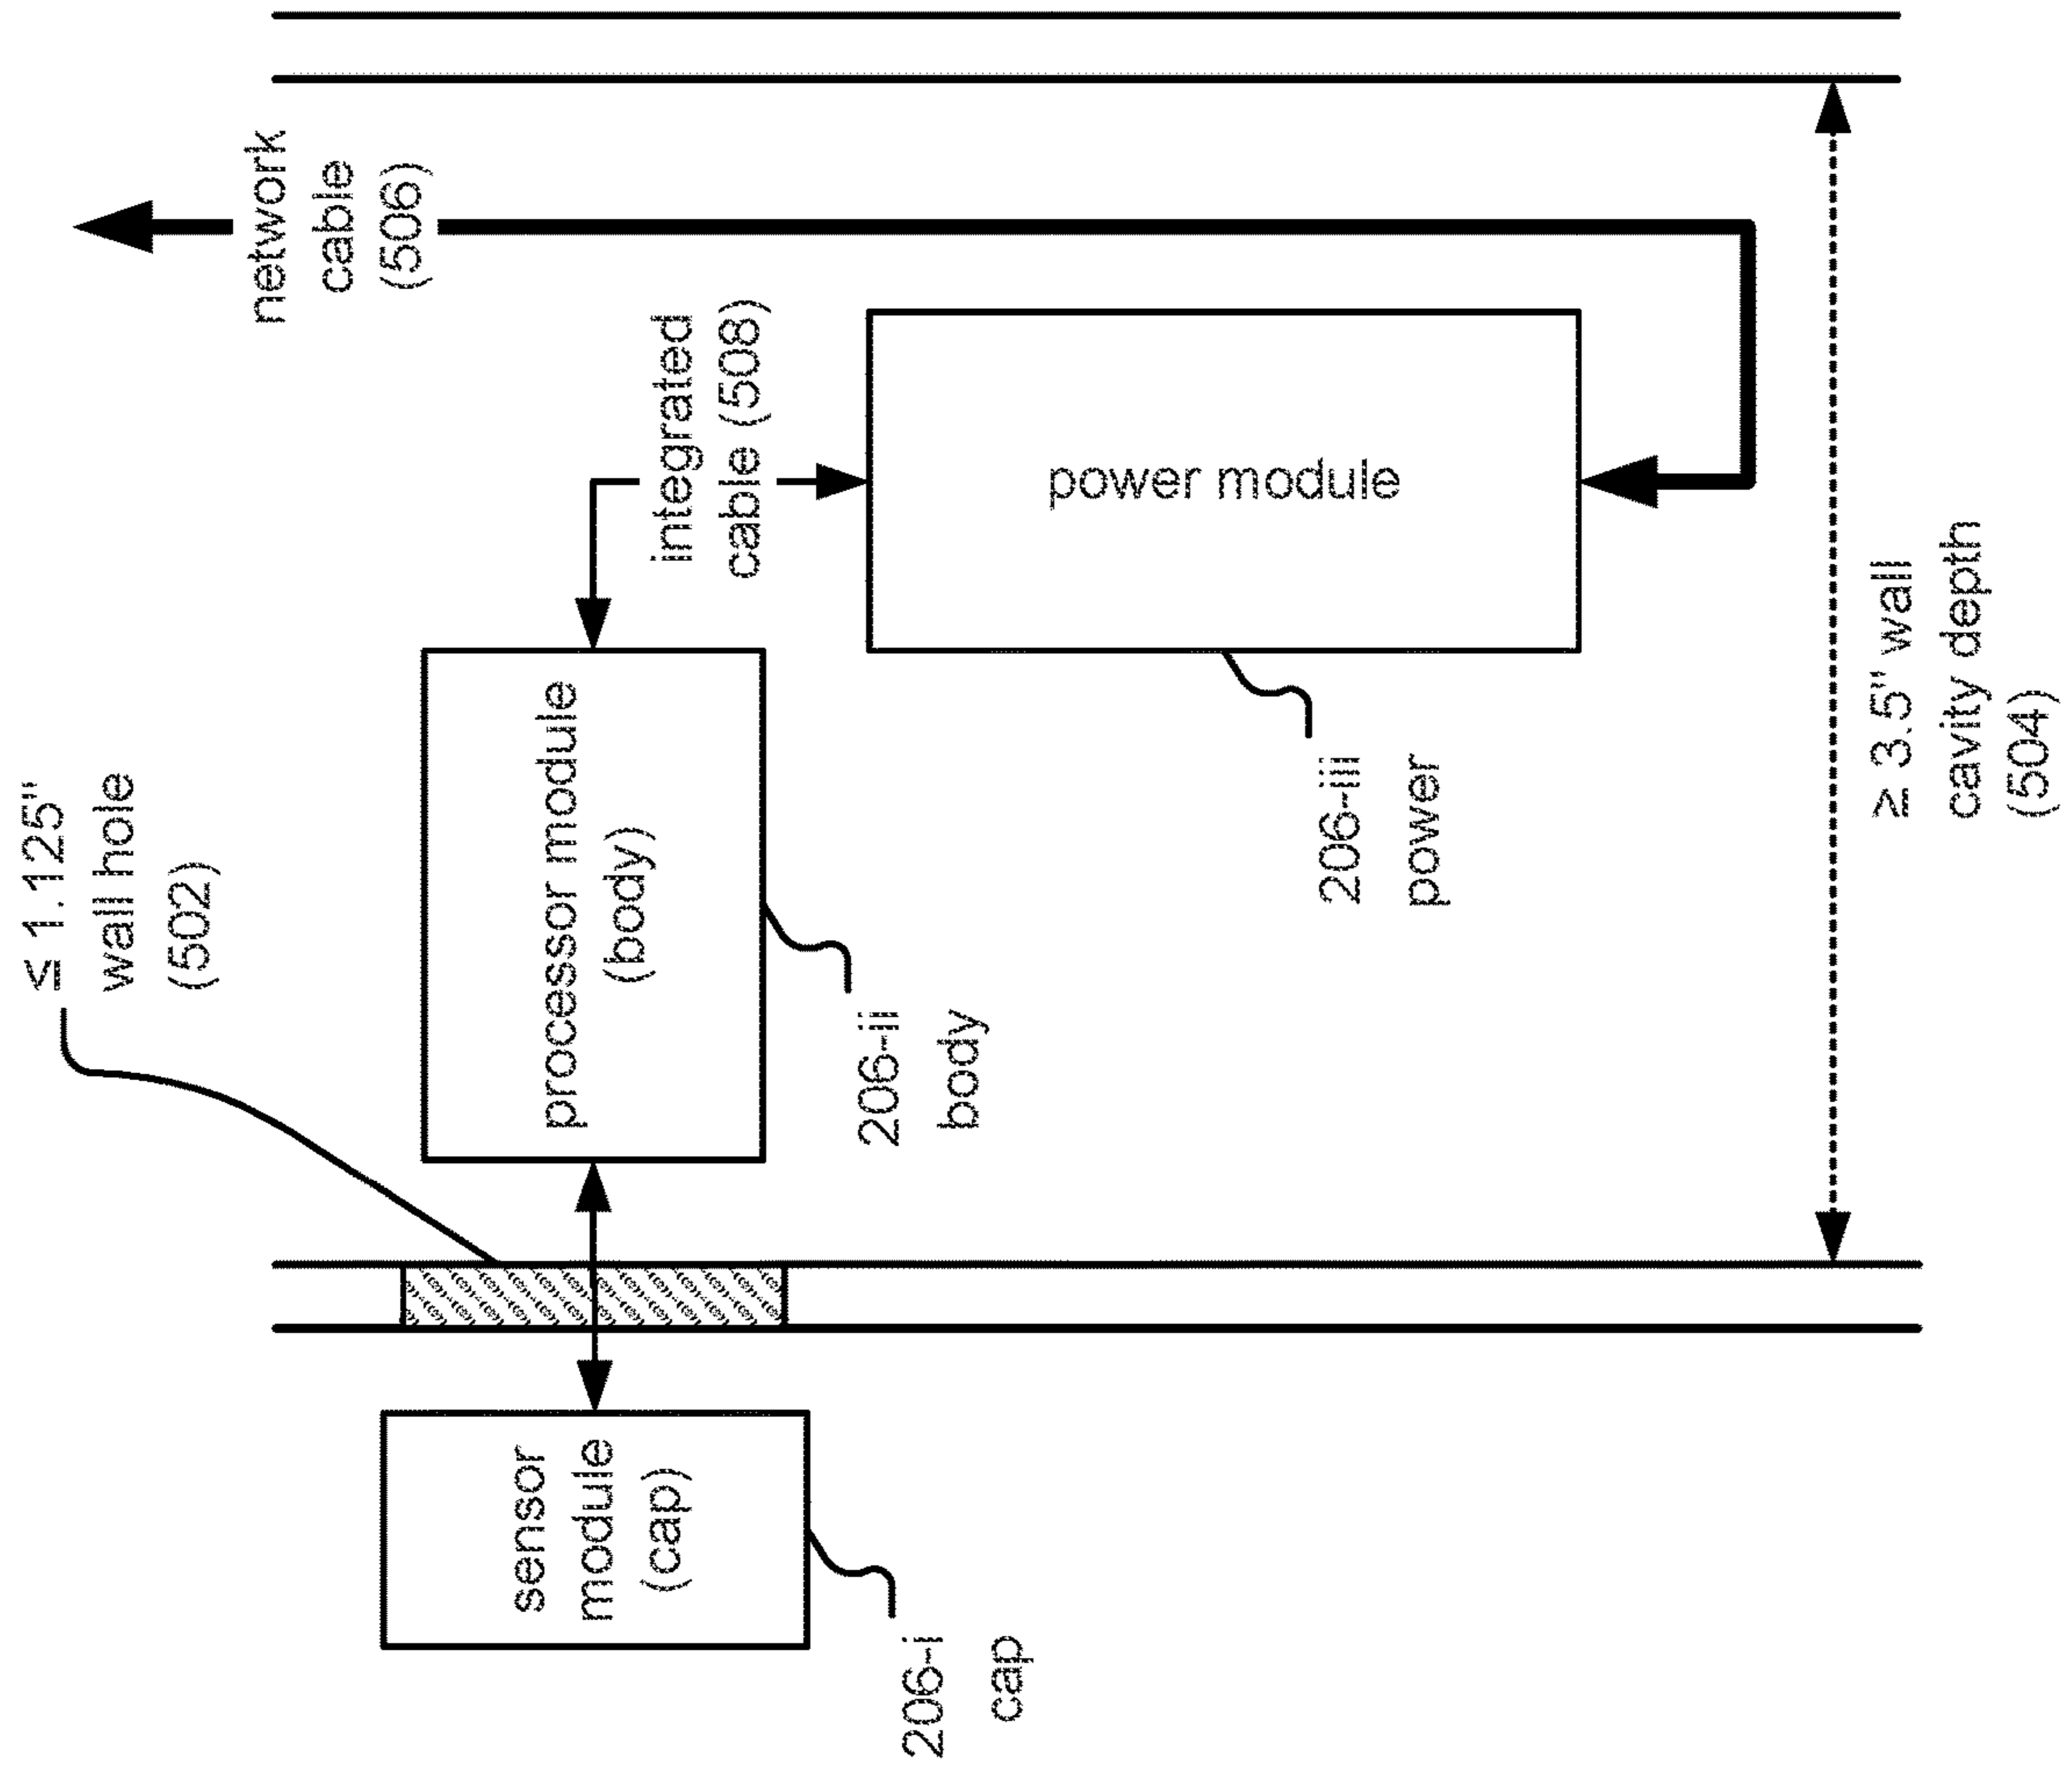 ≤ 1.125"
wall hole
(502)
network
cable
(506)
sensor
module
(cap)
processor module
(body)
integrated
cable (508)
206-i
cap
206-ii
body
power module
206-iii
power
≥ 3.5" wall
cavity depth
(504)